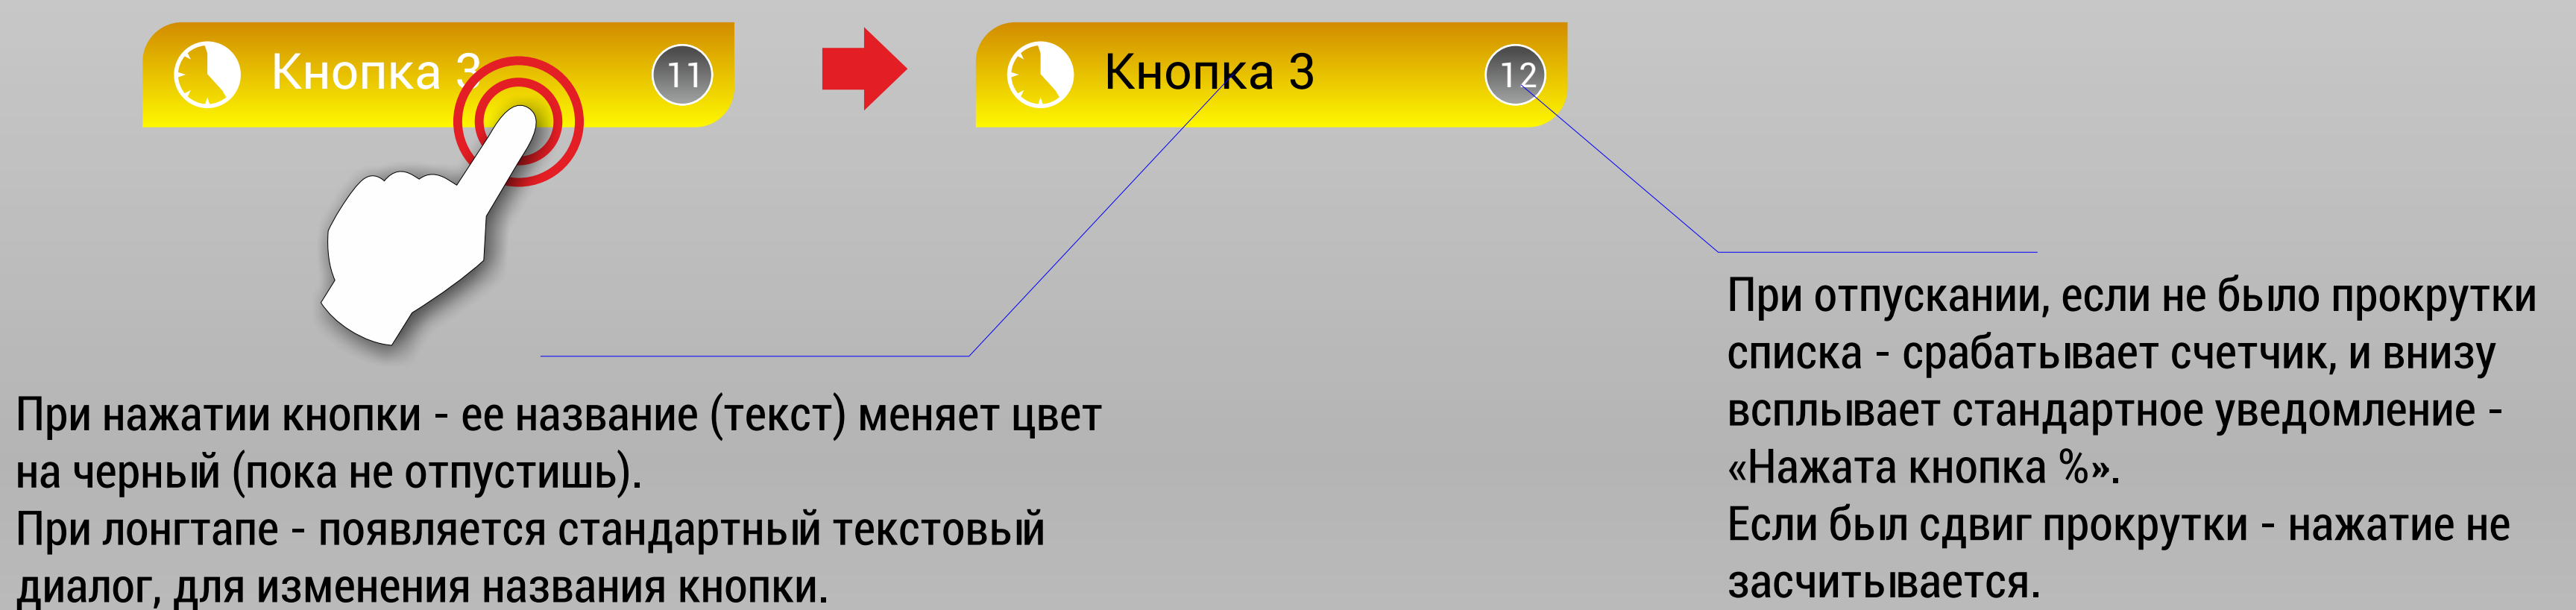 Кнопка 3
11
Кнопка 3
12
При нажатии кнопки - ее название (текст) меняет цвет
на черный (пока не отпустишь).
При лонгтапе - появляется стандартный текстовый
диалог, для изменения названия кнопки.
При отпускании, если не было прокрутки
списка - срабатывает счетчик, и внизу
всплывает стандартное уведомление -
«Нажата кнопка %».
Если был сдвиг прокрутки - нажатие не
засчитывается.